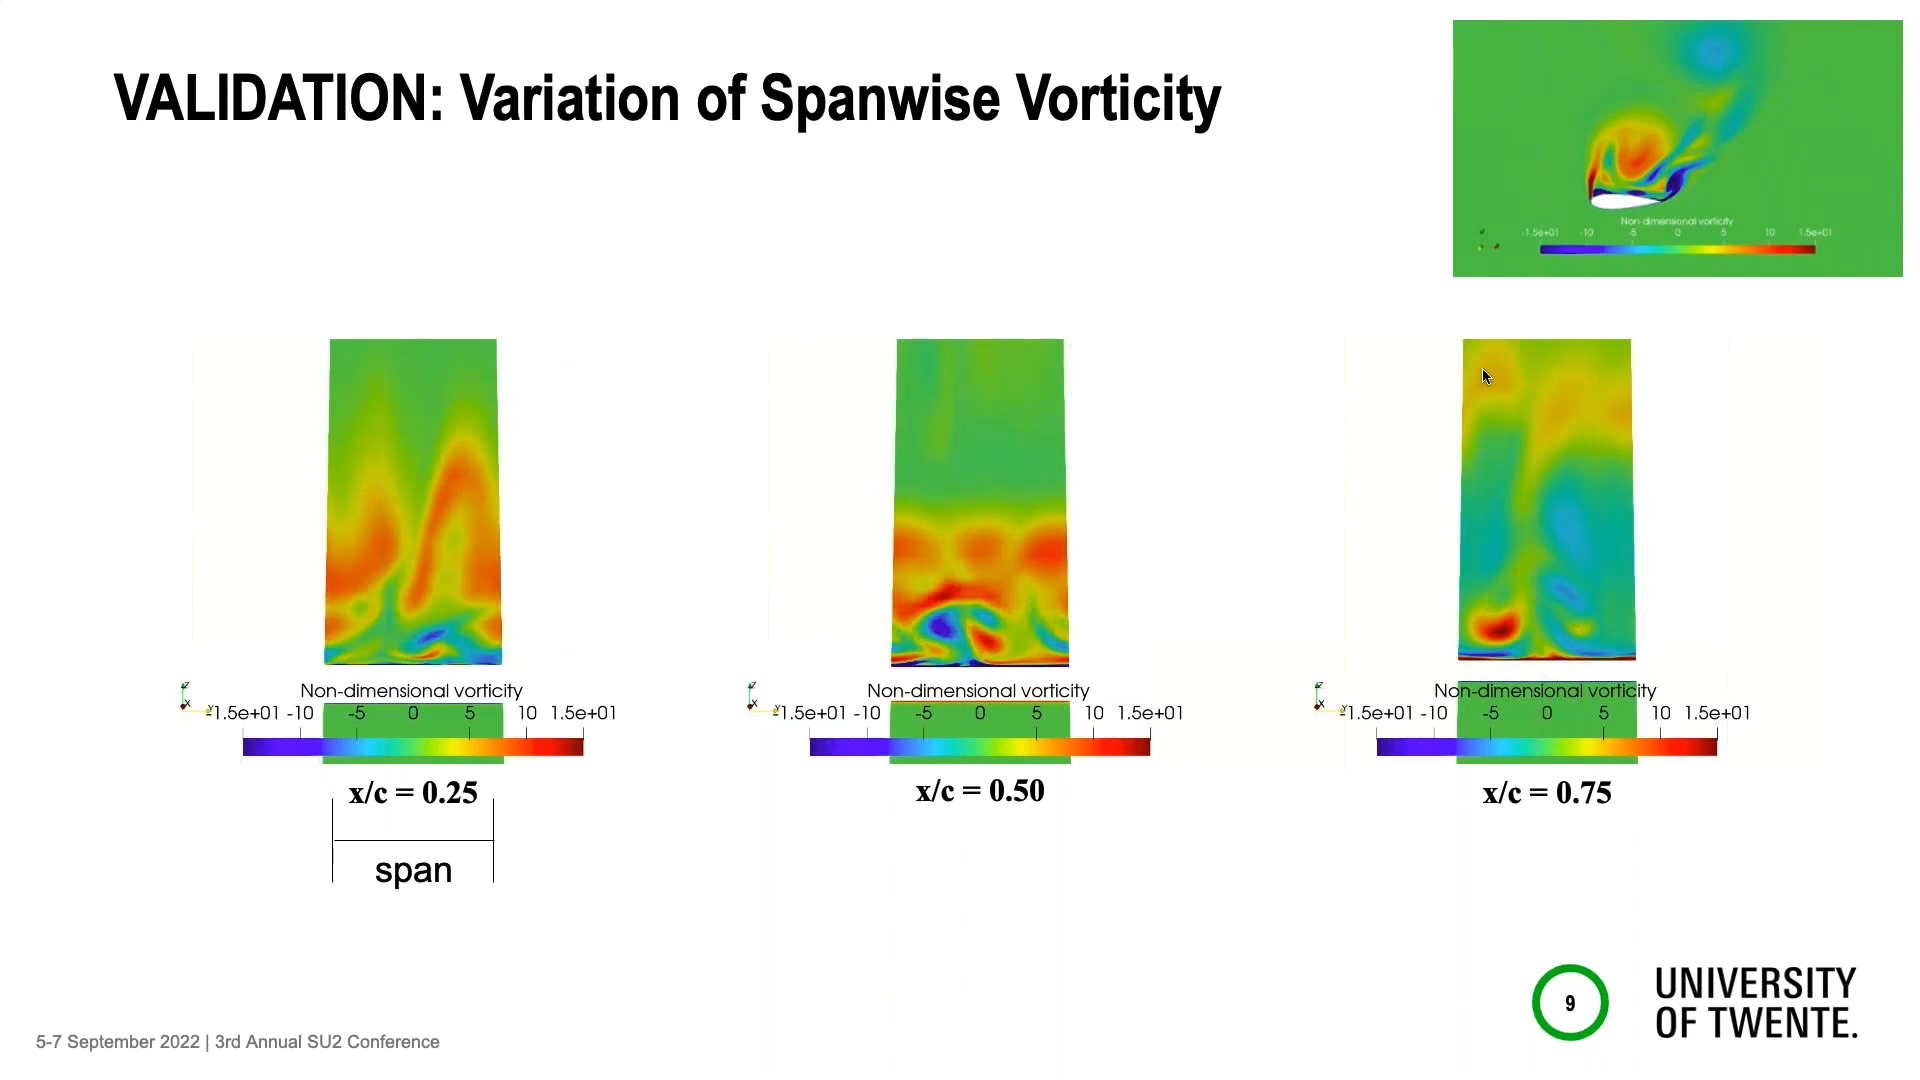 VALIDATION: Variation of Spanwise Vorticity
Non-dimensional vorticity
-1.5e+01 -10 -5 0 5 10 1.5e+01
Non-dimensional vorticity
-1.5e+01 -10 -5 0 5 10 1.5e+01
x/c = 0.25
span
Non-dimensional vorticity
-1.5e+01 -10 -5 0 5 10 1.5e+01
x/c = 0.50
Non-dimensional vorticity
-1.5e+01 -10 -5 0 5 10 1.5e+01
x/c = 0.75
9
UNIVERSITY
OF TWENTE.
5-7 September 2022 | 3rd Annual SU2 Conference